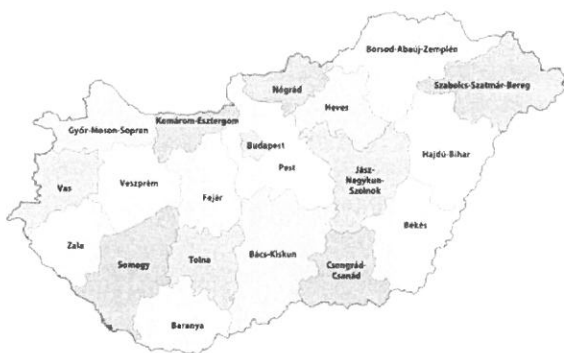 Borsod-Abaúj-Zemplén
Szabolcs-Szatmár-Bereg
Nógrád
Heves
Komárom-Esztergom
Győr-Moson-Sopron
Budapest
Pest
Hajdú-Bihar
Jász-
Nagykun-
Szolnok
Vas
Veszprém
Fejér
Békés
Zala
Somogy
Tolna
Bács-Kiskun
Csongrád-
Csanád
Baranya